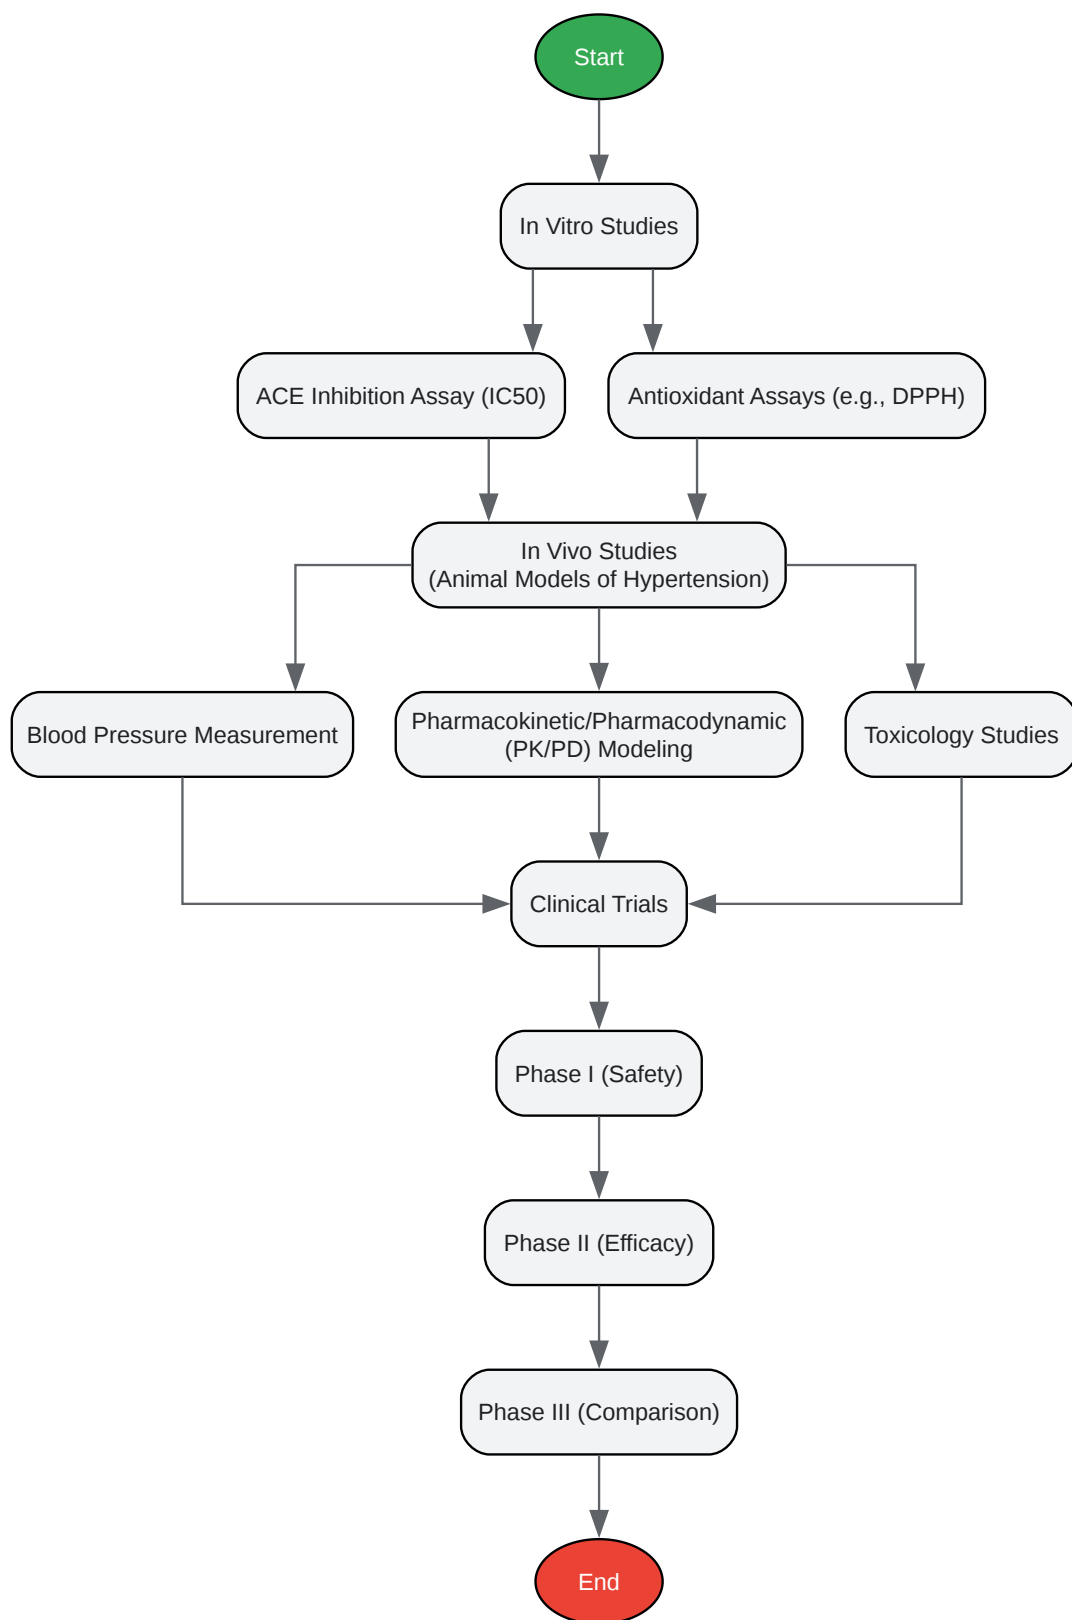 Start
In Vitro Studies
ACE Inhibition Assay (IC50)
Antioxidant Assays (e.g., DPPH)
In Vivo Studies
(Animal Models of Hypertension)
Blood Pressure Measurement
Pharmacokinetic/Pharmacodynamic
(PK/PD) Modeling
Toxicology Studies
Clinical Trials
Phase I (Safety)
Phase II (Efficacy)
Phase III (Comparison)
End